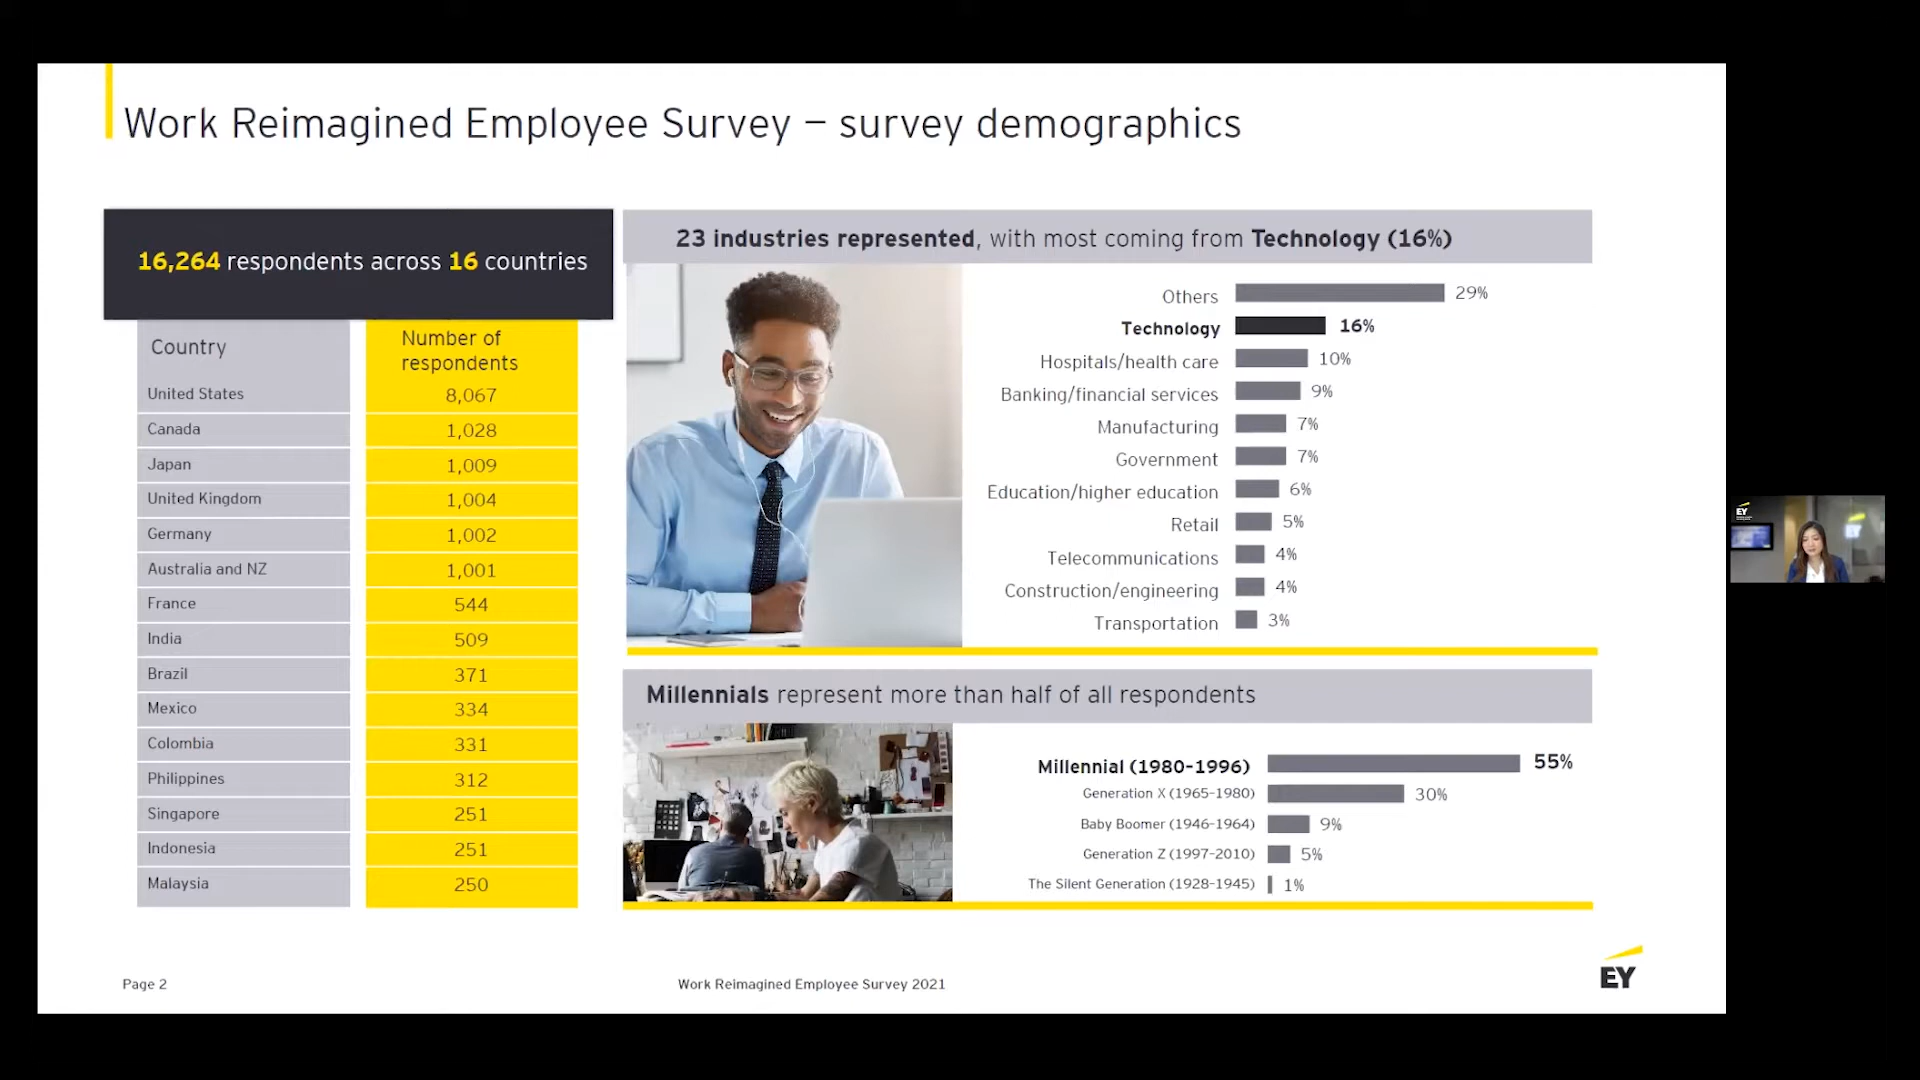 Work Reimagined Employee Survey – survey demographics
16,264 respondents across 16 countries
Country
Number of
respondents
United States 8,067
Canada 1,028
Japan 1,009
United Kingdom 1,004
Germany 1,002
Australia and NZ 1,001
France 544
India 509
Brazil 371
Mexico 334
Colombia 331
Philippines 312
Singapore 251
Indonesia 251
Malaysia 250
23 industries represented, with most coming from Technology (16%)
Others 29%
Technology 16%
Hospitals/health care 10%
Banking/financial services 9%
Manufacturing 7%
Government 7%
Education/higher education 6%
Retail 5%
Telecommunications 4%
Construction/engineering 4%
Transportation 3%
Millennials represent more than half of all respondents
Millennial (1980-1996) 55%
Generation X (1965-1980) 30%
Baby Boomer (1946-1964) 9%
Generation Z (1997-2010) 5%
The Silent Generation (1928-1945) 1%
Page 2
Work Reimagined Employee Survey 2021
EY
EY